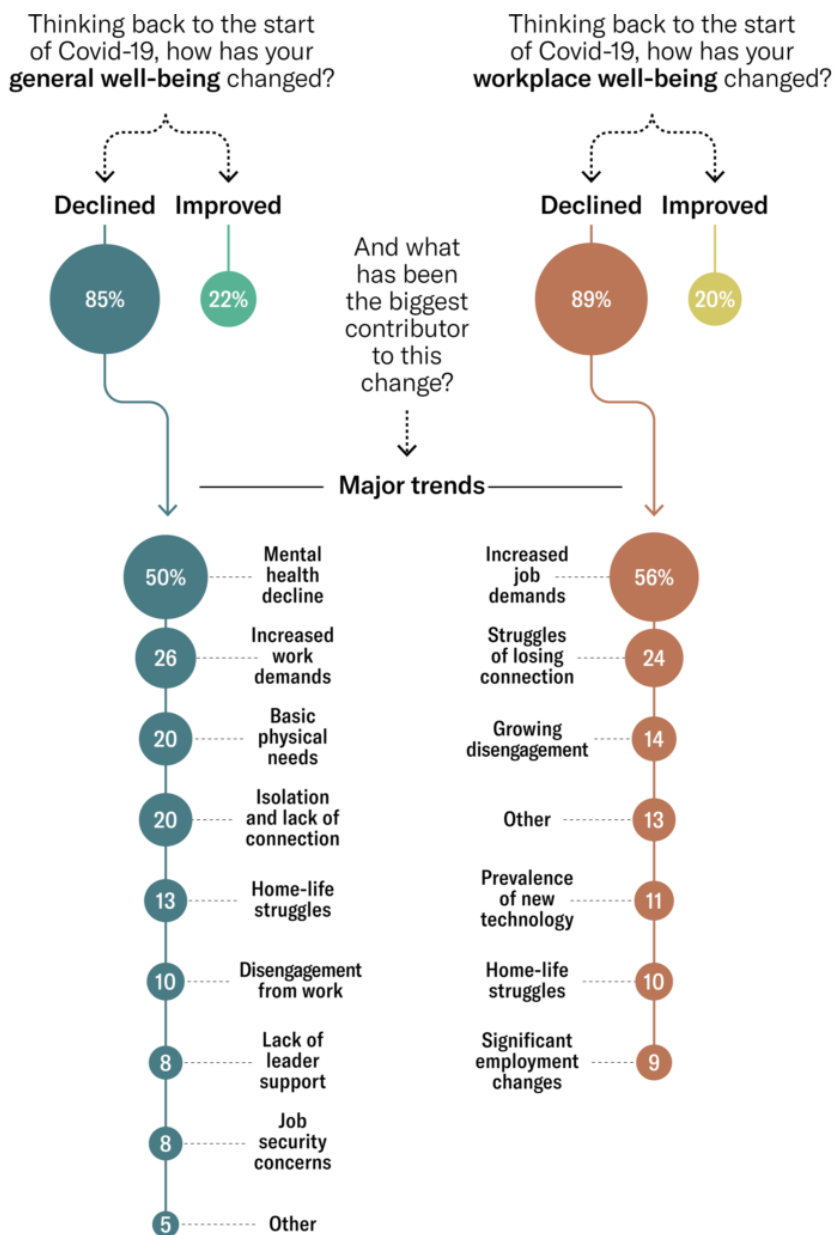 Thinking back to the start
of Covid-19, how has your
general well-being changed?
Declined
Improved
85%
22%
Thinking back to the start
of Covid-19, how has your
workplace well-being changed?
Declined
Improved
89%
20%
And what
has been
the biggest
contributor
to this
change?
Major trends
50%
Mental
health
decline
26
Increased
work
demands
20
Basic
physical
needs
20
Isolation
and lack of
connection
13
Home-life
struggles
10
Disengagement
from work
8
Lack of
leader
support
8
Job
security
concerns
5
Other
Increased
job
demands
56%
Struggles
of losing
connection
24
Growing
disengagement
14
Other
13
Prevalence
of new
technology
11
Home-life
struggles
10
Significant
employment
changes
9